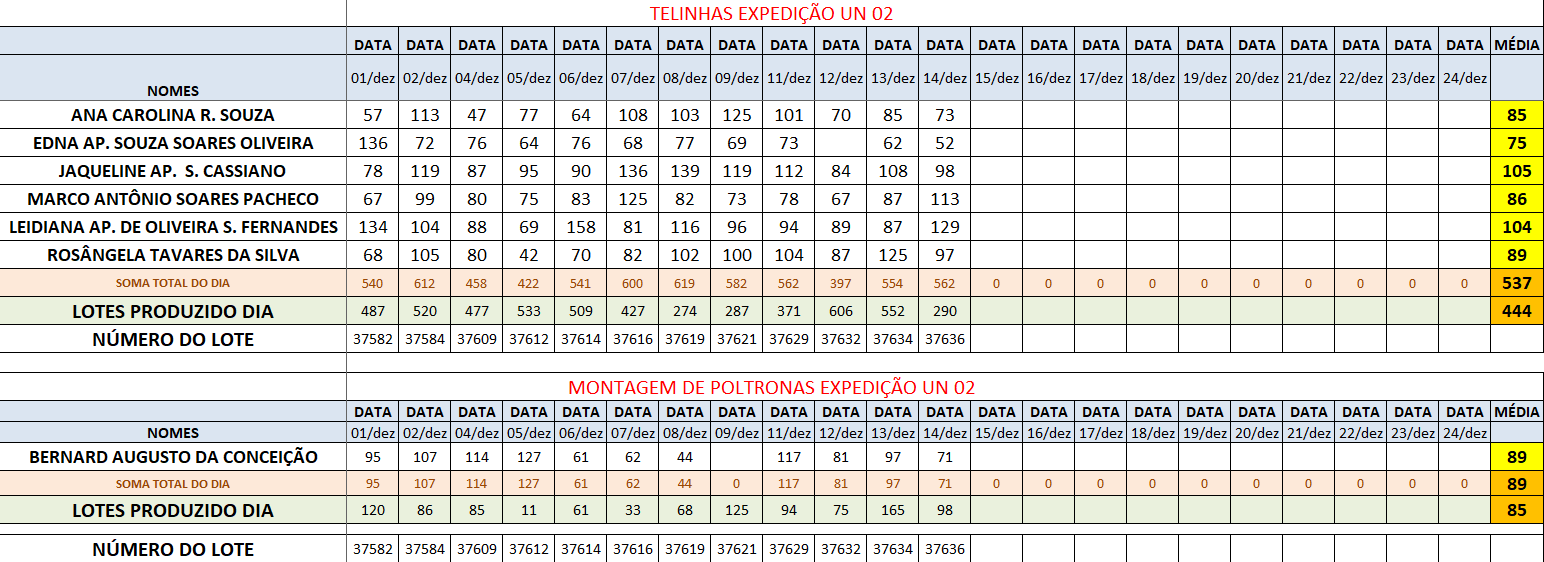 TELINHAS EXPEDIÇÃO UN 02
DATA DATA DATA DATA DATA DATA DATA DATA DATA DATA DATA DATA DATA DATA DATA DATA DATA DATA DATA DATA DATA DATA MÉDIA
NOMES 01/dez 02/dez 04/dez 05/dez 06/dez 07/dez 08/dez 09/dez 11/dez 12/dez 13/dez 14/dez 15/dez 16/dez 17/dez 18/dez 19/dez 20/dez 21/dez 22/dez 23/dez 24/dez
ANA CAROLINA R. SOUZA 57 113 47 77 64 108 103 125 101 70 85 73 85
EDNA AP. SOUZA SOARES OLIVEIRA 136 72 76 64 76 68 77 69 73 62 52 75
JAQUELINE AP. S. CASSIANO 78 119 87 95 90 136 139 119 112 84 108 98 105
MARCO ANTÔNIO SOARES PACHECO 67 99 80 75 83 125 82 73 78 67 87 113 86
LEIDIANA AP. DE OLIVEIRA S. FERNANDES 134 104 88 69 158 81 116 96 94 89 87 129 104
ROSÂNGELA TAVARES DA SILVA 68 105 80 42 70 82 102 100 104 87 125 97 89
SOMA TOTAL DO DIA 540 612 458 422 541 600 619 582 562 397 554 562 0 0 0 0 0 0 0 0 0 0 537
LOTES PRODUZIDO DIA 487 520 477 533 509 427 274 287 371 606 552 290 444
NÚMERO DO LOTE 37582 37584 37609 37612 37614 37616 37619 37621 37629 37632 37634 37636
MONTAGEM DE POLTRONAS EXPEDIÇÃO UN 02
DATA DATA DATA DATA DATA DATA DATA DATA DATA DATA DATA DATA DATA DATA DATA DATA DATA DATA DATA DATA DATA DATA MÉDIA
NOMES 01/dez 02/dez 04/dez 05/dez 06/dez 07/dez 08/dez 09/dez 11/dez 12/dez 13/dez 14/dez 15/dez 16/dez 17/dez 18/dez 19/dez 20/dez 21/dez 22/dez 23/dez 24/dez
BERNARD AUGUSTO DA CONCEIÇÃO 95 107 114 127 61 62 44 117 81 97 71 89
SOMA TOTAL DO DIA 95 107 114 127 61 62 44 0 117 81 97 71 0 0 0 0 0 0 0 0 0 0 89
LOTES PRODUZIDO DIA 120 86 85 11 61 33 68 125 94 75 165 98 85
NÚMERO DO LOTE 37582 37584 37609 37612 37614 37616 37619 37621 37629 37632 37634 37636